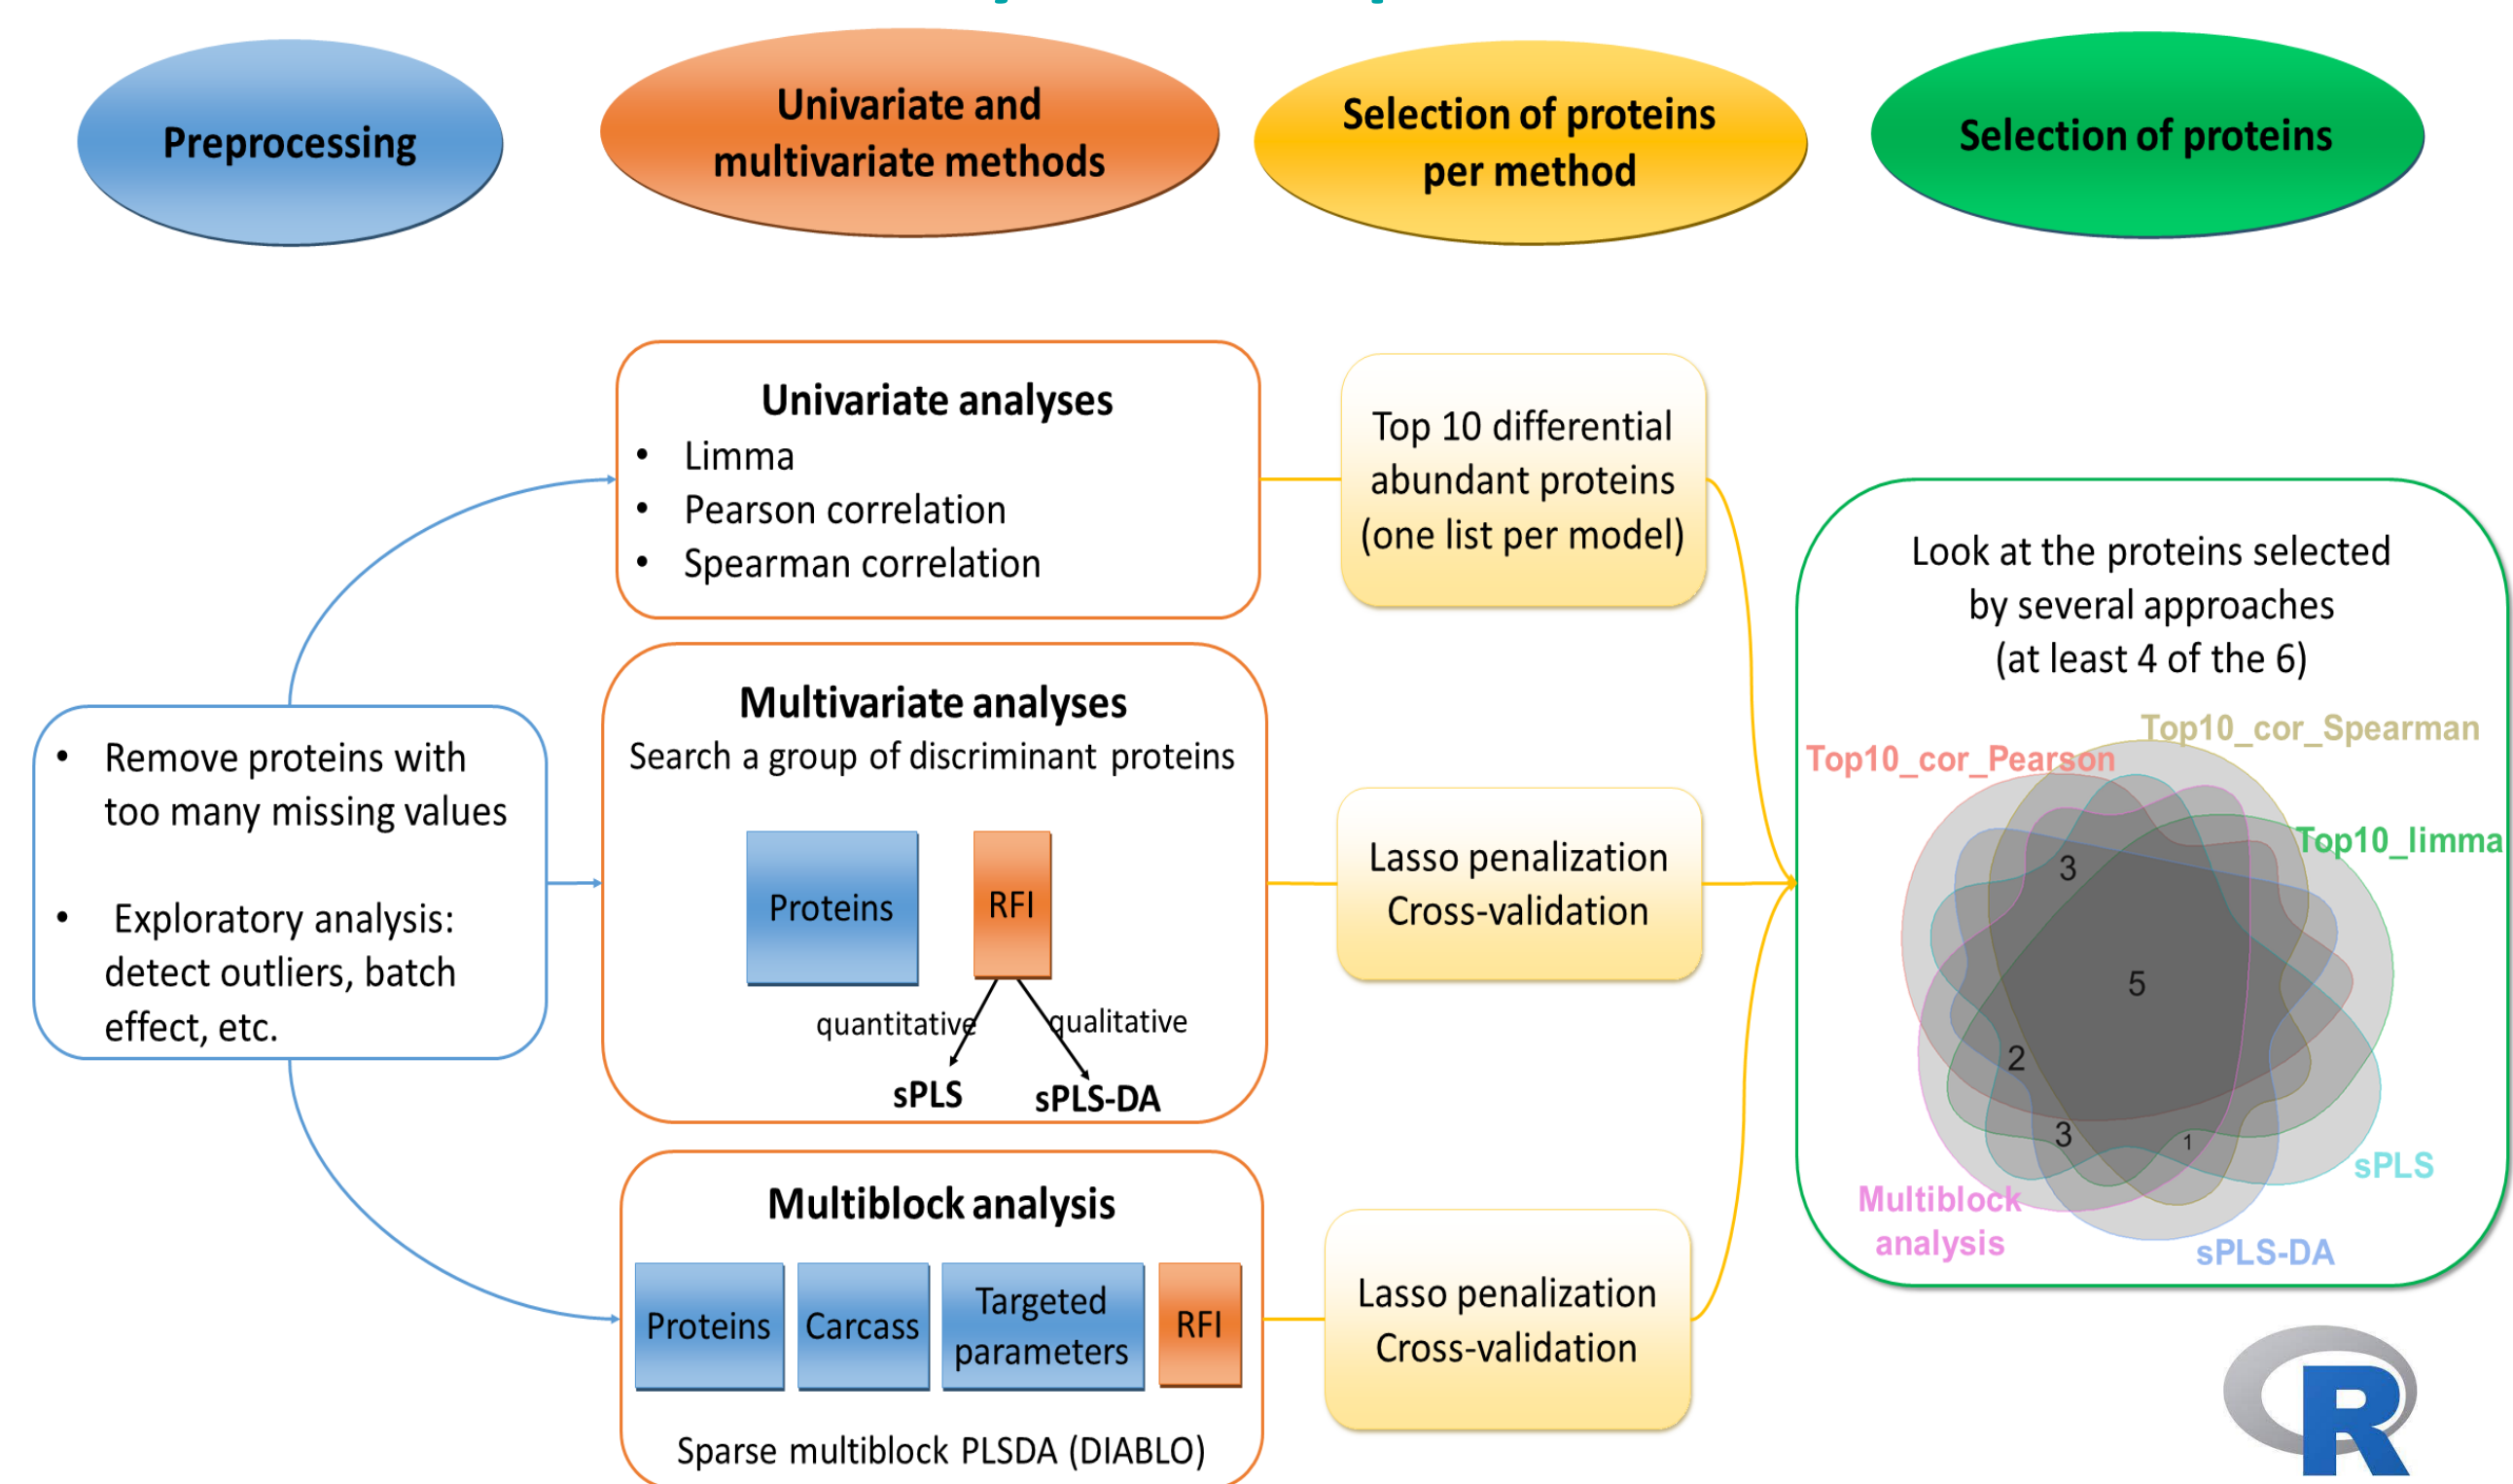 Preprocessing
Univariate and
multivariate methods
Selection of proteins
per method
Selection of proteins
Univariate analyses
• Limma
• Pearson correlation
• Spearman correlation
Top 10 differential
abundant proteins
(one list per model)
• Remove proteins with
too many missing values
• Exploratory analysis:
detect outliers, batch
effect, etc.
Multivariate analyses
Search a group of discriminant proteins
Proteins
RFI
quantitative
qualitative
sPLS
sPLS-DA
Lasso penalization
Cross-validation
Multiblock analysis
Proteins
Carcass
Targeted
parameters
RFI
Sparse multiblock PLSDA (DIABLO)
Lasso penalization
Cross-validation
Look at the proteins selected
by several approaches
(at least 4 of the 6)
Top10_cor_Spearman
Top10_cor_Pearson
Top10_limma
3
5
2
3
1
sPLS
Multiblock
analysis
sPLS-DA
R